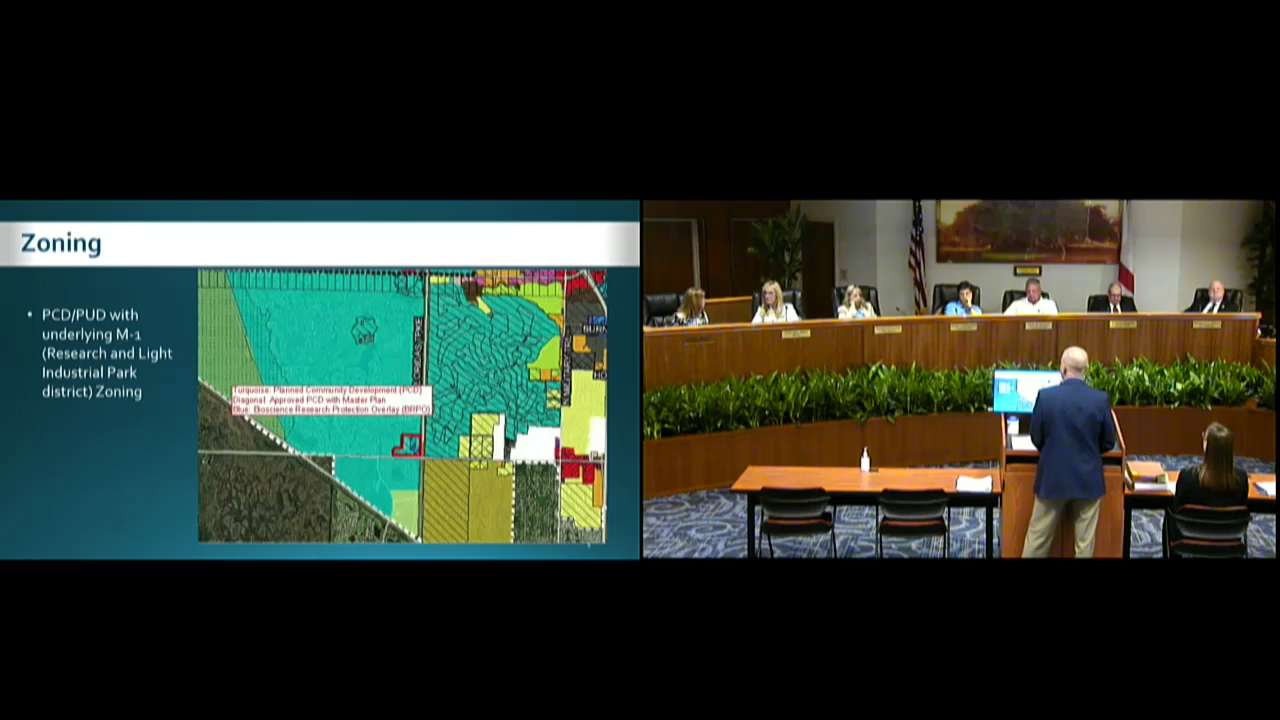 Zoning
• PCD/PUD with
underlying M-1
(Research and Light
Industrial Park
district) Zoning
Turquoise: Planned Community Development (PCD)
Diagonal: Approved PCD with Master Plan
Blue: Bioscience Research Protection Overlay (BRPO)